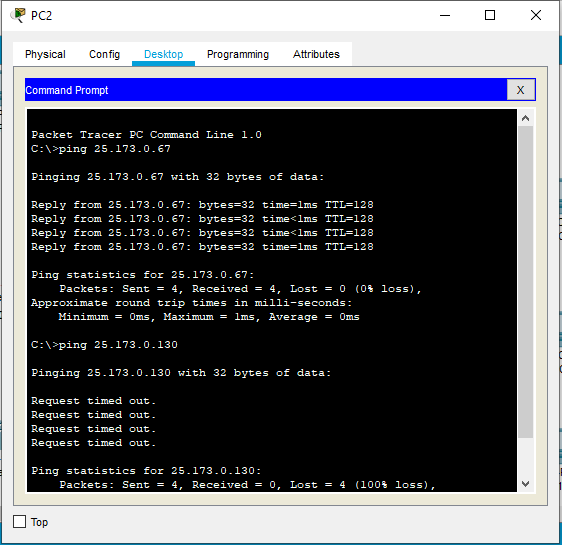 PC2
Physical Config Desktop Programming Attributes
Command Prompt
X
Packet Tracer PC Command Line 1.0
C:\>ping 25.173.0.67
Pinging 25.173.0.67 with 32 bytes of data:
Reply from 25.173.0.67: bytes=32 time=1ms TTL=128
Reply from 25.173.0.67: bytes=32 time<1ms TTL=128
Reply from 25.173.0.67: bytes=32 time<1ms TTL=128
Reply from 25.173.0.67: bytes=32 time<1ms TTL=128
Ping statistics for 25.173.0.67:
Packets: Sent = 4, Received = 4, Lost = 0 (0% loss),
Approximate round trip times in milli-seconds:
Minimum = 0ms, Maximum = 1ms, Average = 0ms
C:\>ping 25.173.0.130
Pinging 25.173.0.130 with 32 bytes of data:
Request timed out.
Request timed out.
Request timed out.
Request timed out.
Ping statistics for 25.173.0.130:
Packets: Sent = 4, Received = 0, Lost = 4 (100% loss),
Top